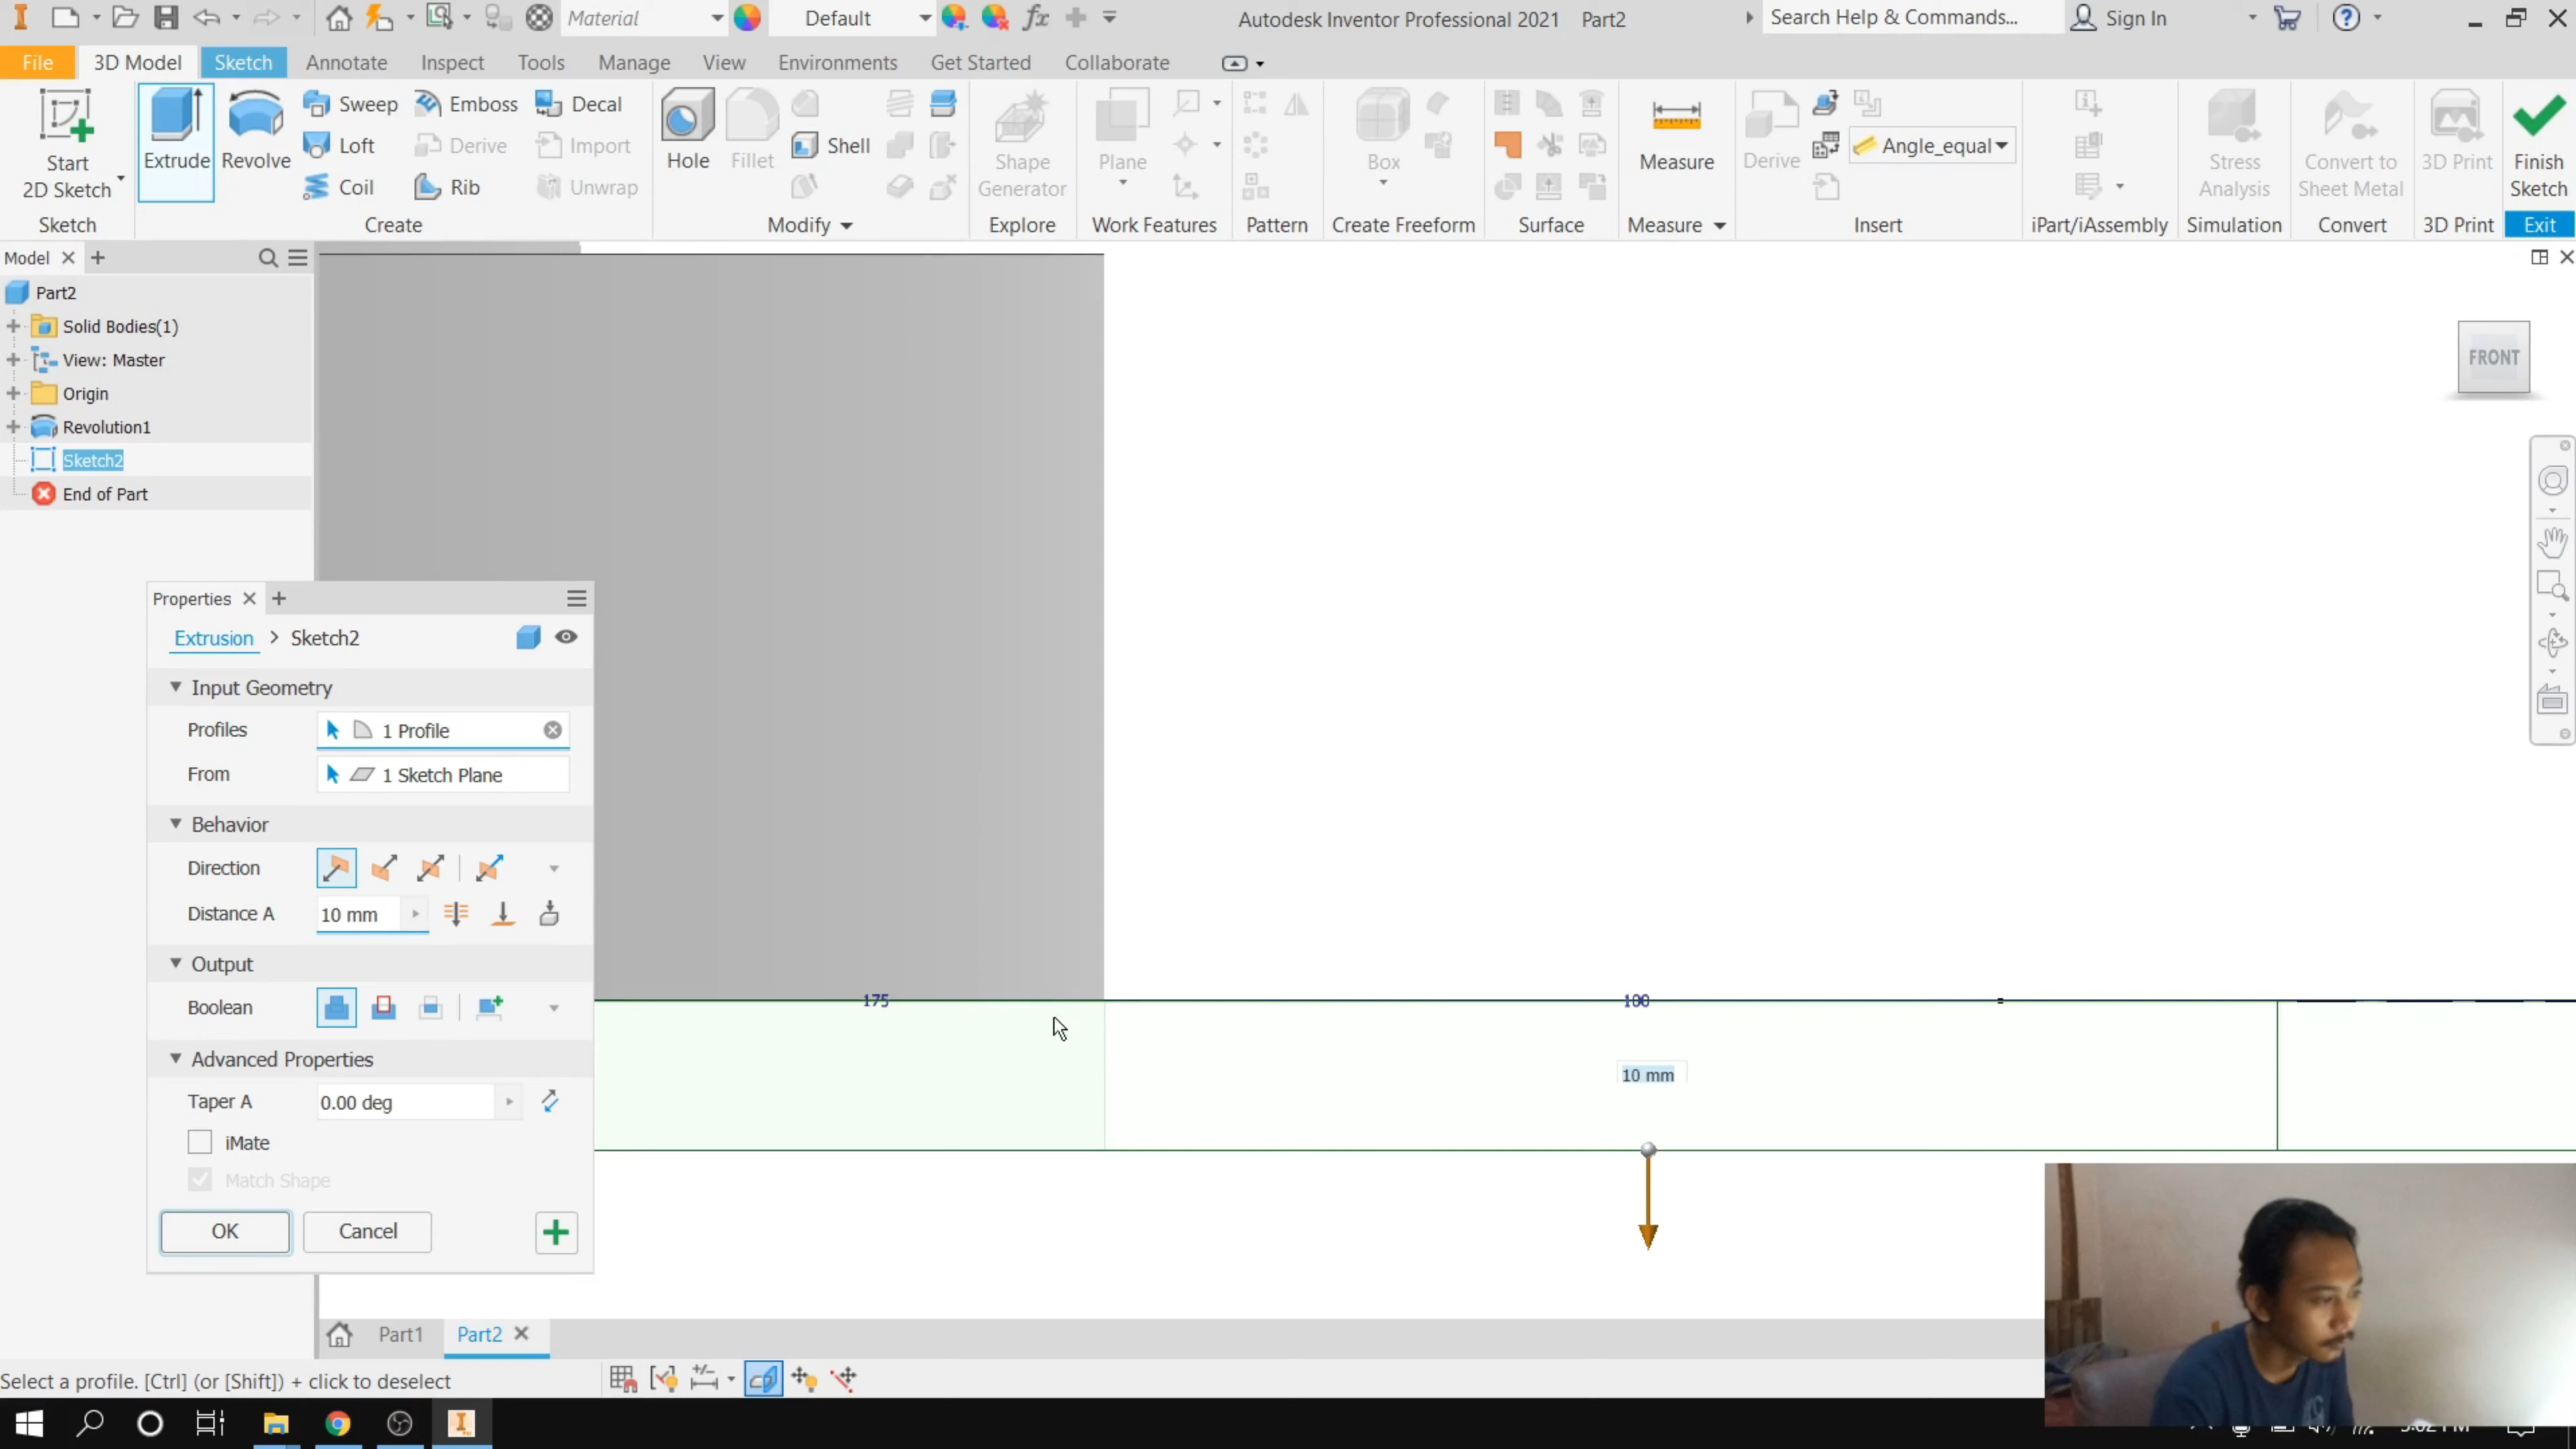 Material
Default
Autodesk Inventor Professional 2021 Part2
Search Help & Commands...
Sign In
File 3D Model Sketch Annotate Inspect Tools Manage View Environments Get Started Collaborate
Start
2D Sketch
Extrude
Revolve
Sweep
Emboss
Decal
Loft
Derive
Import
Coil
Rib
Unwrap
Hole
Fillet
Shell
Shape
Generator
Plane
Box
Measure
Derive
Angle_equal
Stress
Analysis
Convert to
Sheet Metal
3D Print
Finish
Sketch
Sketch Create Modify Explore Work Features Pattern Create Freeform Surface Measure Insert iPart/iAssembly Simulation Convert 3D Print Exit
Model
Part2
Solid Bodies(1)
View: Master
Origin
Revolution1
Sketch2
End of Part
FRONT
Properties
Extrusion > Sketch2
Input Geometry
Profiles 1 Profile
From 1 Sketch Plane
Behavior
Direction
Distance A 10 mm
Output
Boolean
Advanced Properties
Taper A 0.00 deg
iMate
Match Shape
OK Cancel
175
100
10 mm
Part1 Part2
Select a profile. [Ctrl] (or [Shift]) + click to deselect